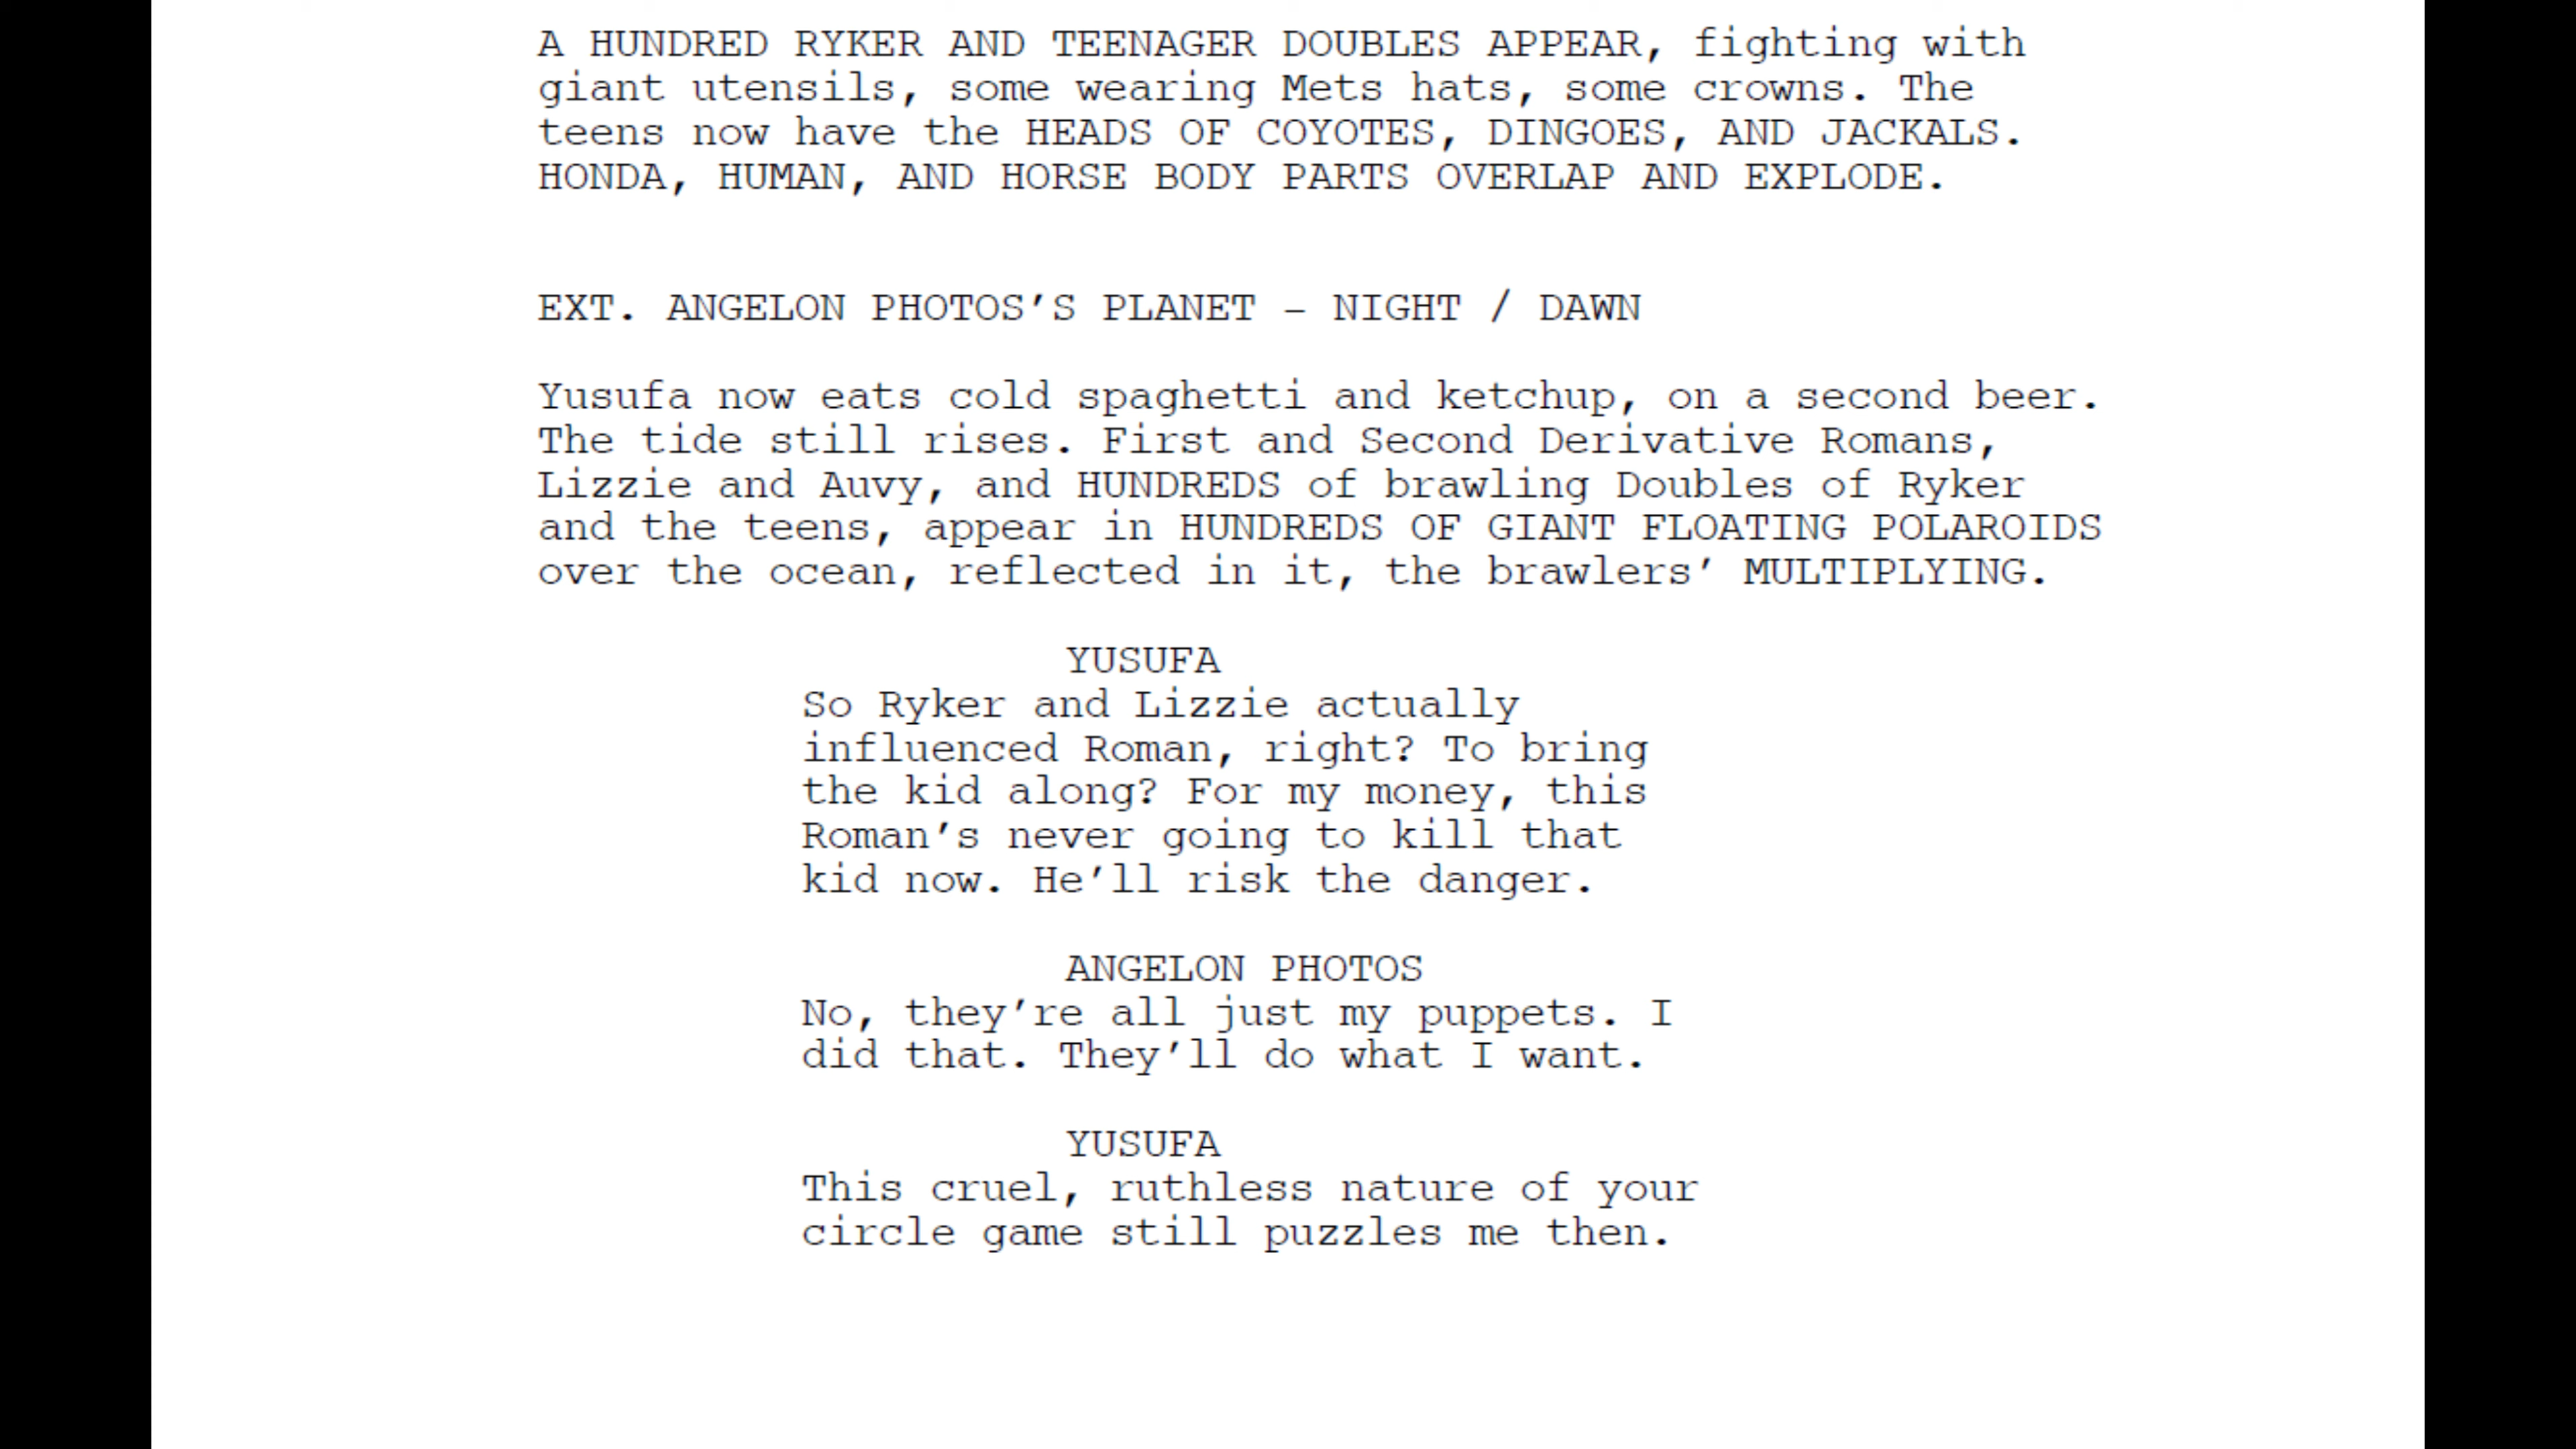 A HUNDRED RYKER AND TEENAGER DOUBLES APPEAR, fighting with
giant utensils, some wearing Mets hats, some crowns. The
teens now have the HEADS OF COYOTES, DINGOES, AND JACKALS.
HONDA, HUMAN, AND HORSE BODY PARTS OVERLAP AND EXPLODE.
EXT. ANGELON PHOTOS’S PLANET – NIGHT / DAWN
Yusufa now eats cold spaghetti and ketchup, on a second beer.
The tide still rises. First and Second Derivative Romans,
Lizzie and Auvy, and HUNDREDS of brawling Doubles of Ryker
and the teens, appear in HUNDREDS OF GIANT FLOATING POLAROIDS
over the ocean, reflected in it, the brawlers’ MULTIPLYING.
YUSUFA
So Ryker and Lizzie actually
influenced Roman, right? To bring
the kid along? For my money, this
Roman’s never going to kill that
kid now. He’ll risk the danger.
ANGELON PHOTOS
No, they’re all just my puppets. I
did that. They’ll do what I want.
YUSUFA
This cruel, ruthless nature of your
circle game still puzzles me then.